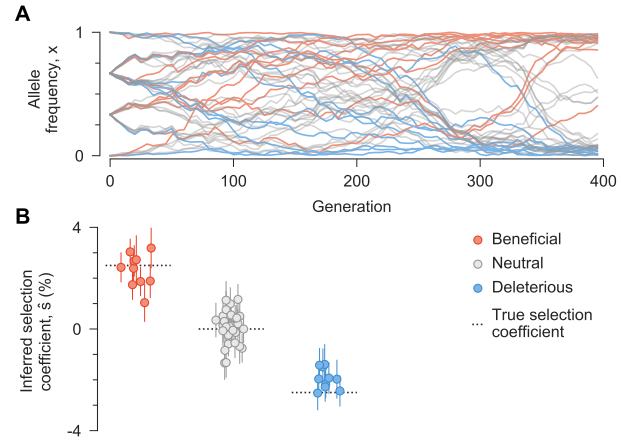 A
Allele
frequency, x
1
0
0
100
200
300
400
Generation
B
Inferred selection
coefficient, ŝ (%)
4
0
-4
Beneficial
Neutral
Deleterious
True selection
coefficient